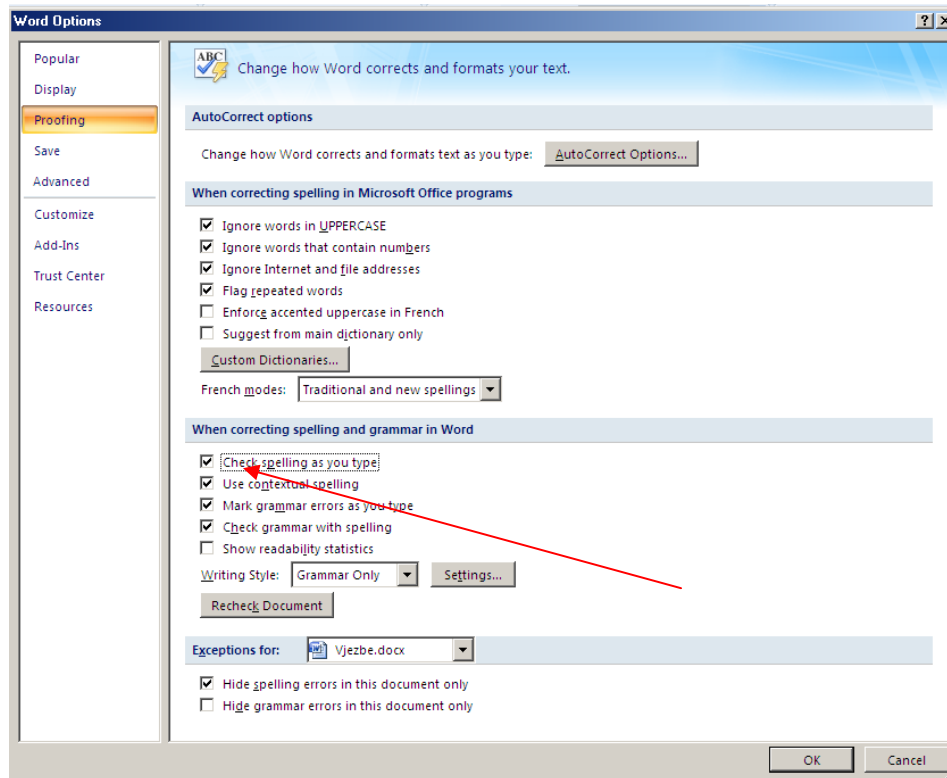 Word Options
Popular
Display
Proofing
Save
Advanced
Customize
Add-Ins
Trust Center
Resources
ABC
Change how Word corrects and formats your text.
AutoCorrect options
Change how Word corrects and formats text as you type: AutoCorrect Options...
When correcting spelling in Microsoft Office programs
Ignore words in UPPERCASE
Ignore words that contain numbers
Ignore Internet and file addresses
Flag repeated words
Enforce accented uppercase in French
Suggest from main dictionary only
Custom Dictionaries...
French modes: Traditional and new spellings
When correcting spelling and grammar in Word
Check spelling as you type
Use contextual spelling
Mark grammar errors as you type
Check grammar with spelling
Show readability statistics
Writing Style: Grammar Only Settings...
Recheck Document
Exceptions for: Vjezbe.docx
Hide spelling errors in this document only
Hide grammar errors in this document only
OK Cancel